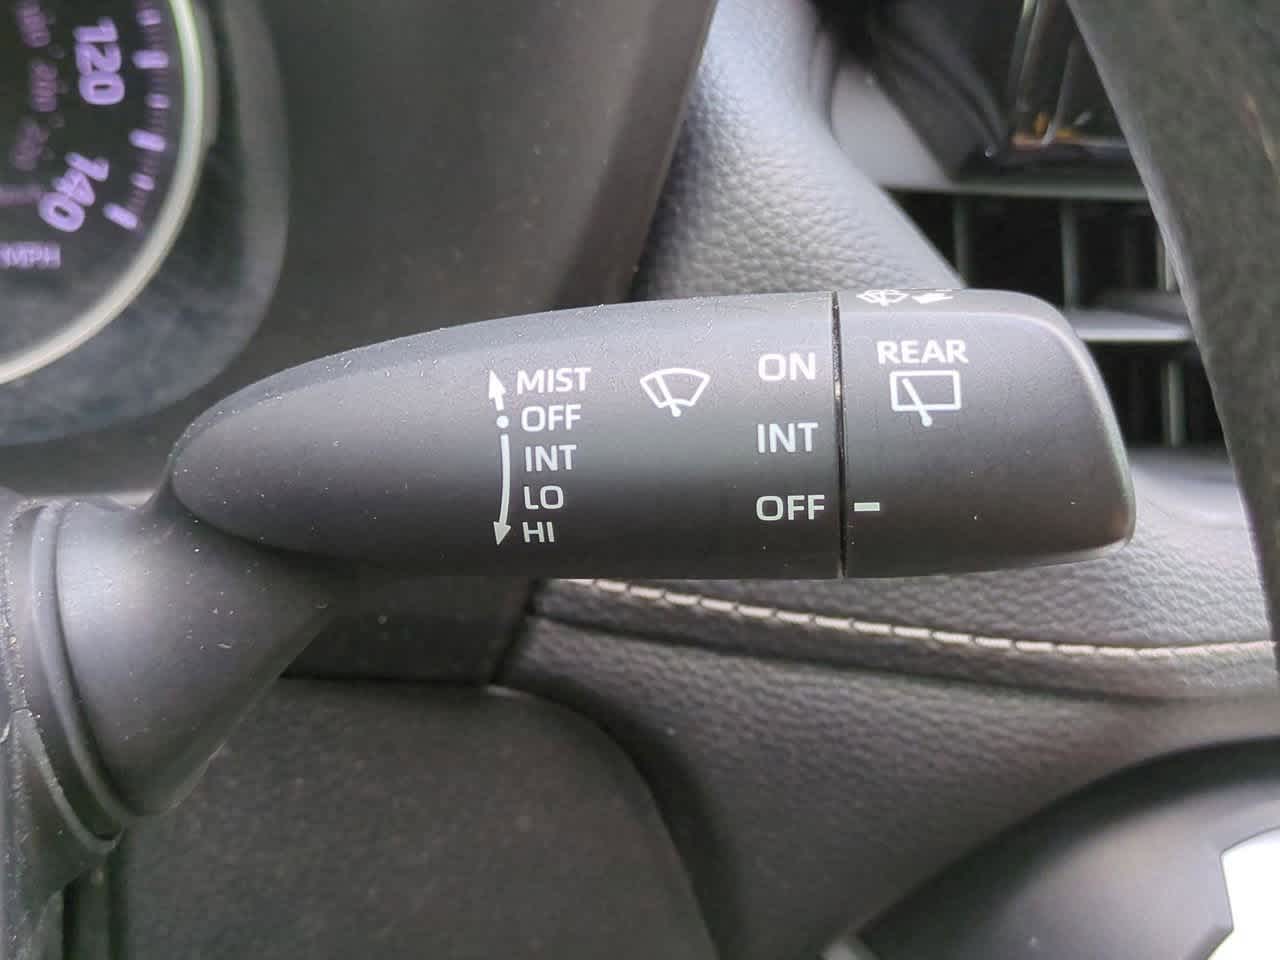 120
140
MPH
MIST
OFF
INT
LO
HI
ON
INT
OFF
REAR